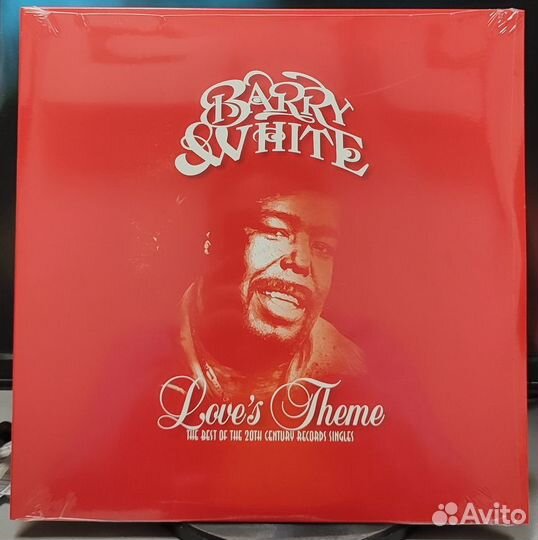 BARRY
WHITE
Love's Theme
THE BEST OF THE 20TH CENTURY RECORDS SINGLES
Avito